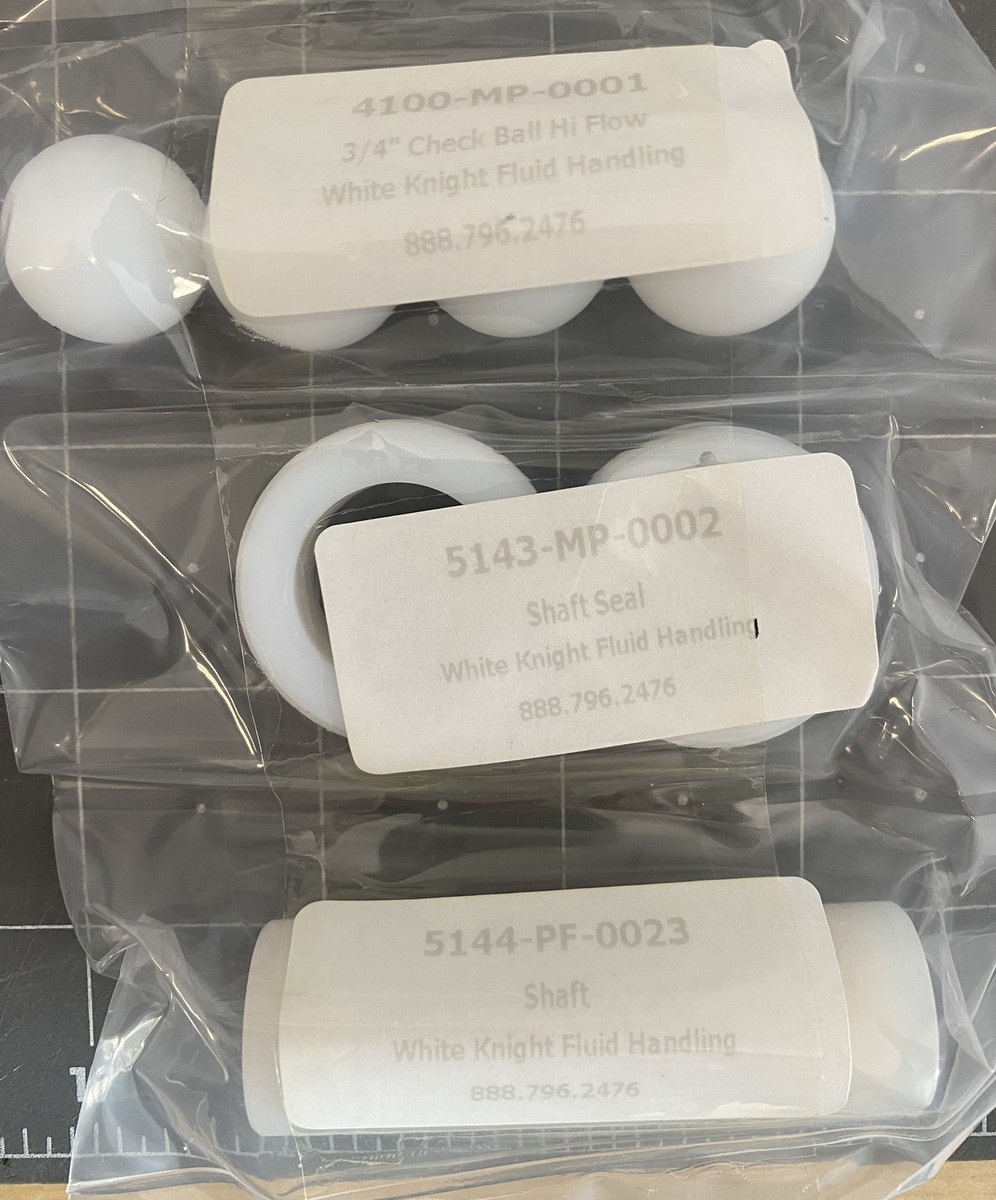 4100-MP-0001
3/4" Check Ball Hi Flow
White Knight Fluid Handling
888.796.2476
5143-MP-0002
Shaft Seal
White Knight Fluid Handling
888.796.2476
5144-PF-0023
Shaft
White Knight Fluid Handling
888.796.2476
1